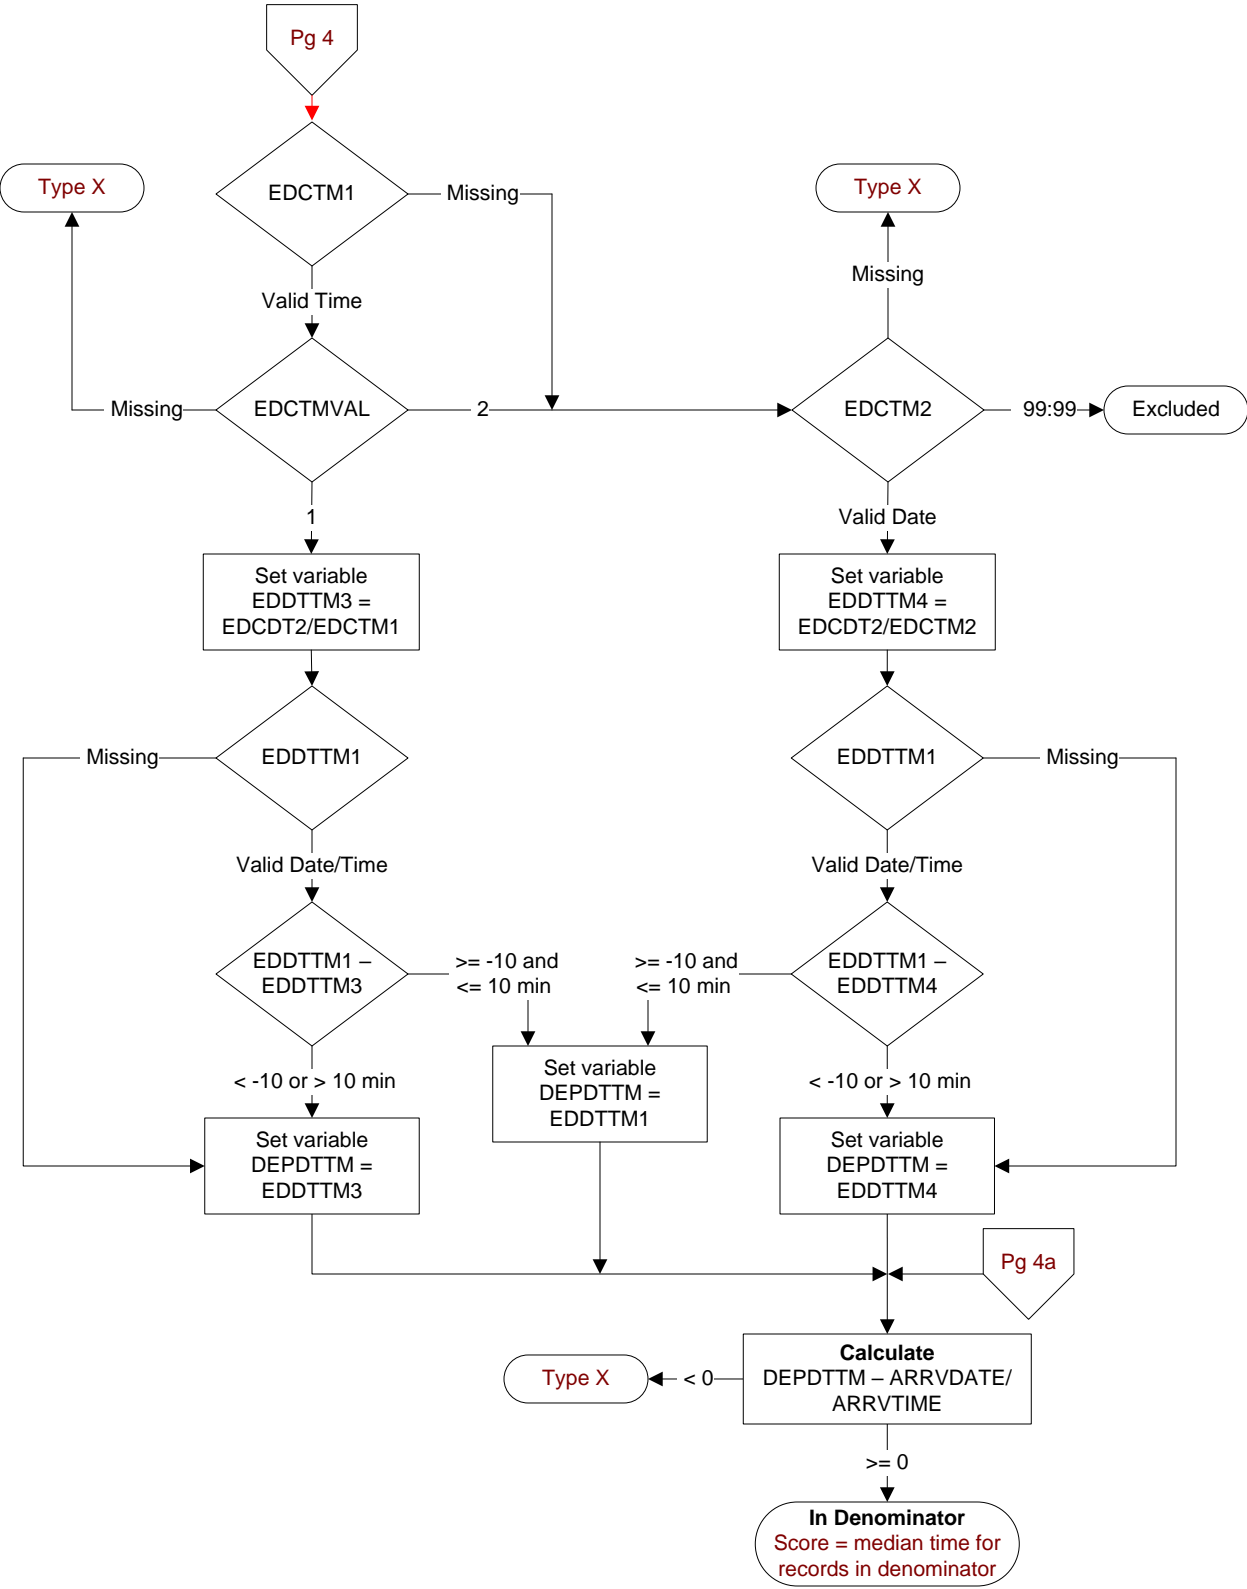 Pg 4
Type X
EDCTM1
Missing
Type X
Missing
Valid Time
Missing
EDCTMVAL
2
EDCTM2
99:99
Excluded
1
Valid Date
Set variable
EDDTTM3 =
EDCDT2/EDCTM1
Set variable
EDDTTM4 =
EDCDT2/EDCTM2
Missing
EDDTTM1
EDDTTM1
Missing
Valid Date/Time
Valid Date/Time
EDDTTM1 –
EDDTTM3
>= -10 and
<= 10 min
>= -10 and
<= 10 min
EDDTTM1 –
EDDTTM4
< -10 or > 10 min
Set variable
DEPDTTM =
EDDTTM1
< -10 or > 10 min
Set variable
DEPDTTM =
EDDTTM3
Set variable
DEPDTTM =
EDDTTM4
Pg 4a
Type X
< 0
Calculate
DEPDTTM – ARRVDATE/
ARRVTIME
>= 0
In Denominator
Score = median time for
records in denominator